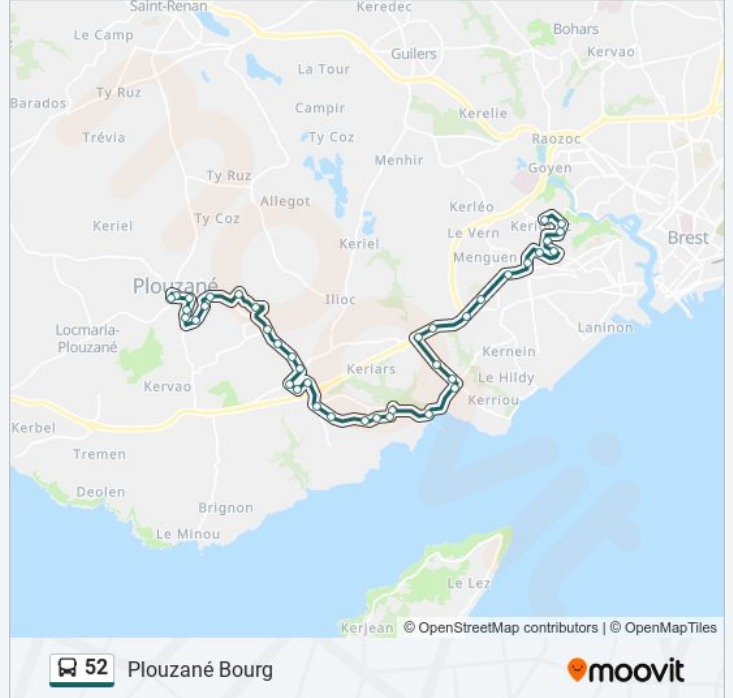 Saint-Renan
Keredec
Bohars
Le Camp
Guilers
Kervao
La Tour
Ty Ruz
Barados
Campir
Kerelie
Trévia
Ty Coz
Raozoc
Menhir
Goyen
Ty Ruz
Allegot
Kerléo
Ty Coz
Keriel
Le Vern
Keriel
Brest
Menguen
Plouzané
Illoc
Locmaria-
Plouzané
Laninon
Kernein
Keriars
Le Hildy
Kervao
Kerriou
Kerbel
Tremen
Deolen
Brignon
Le Minou
Le Lez
Kerjean
© OpenStreetMap contributors | © OpenMapTiles
52 Plouzané Bourg
moovit